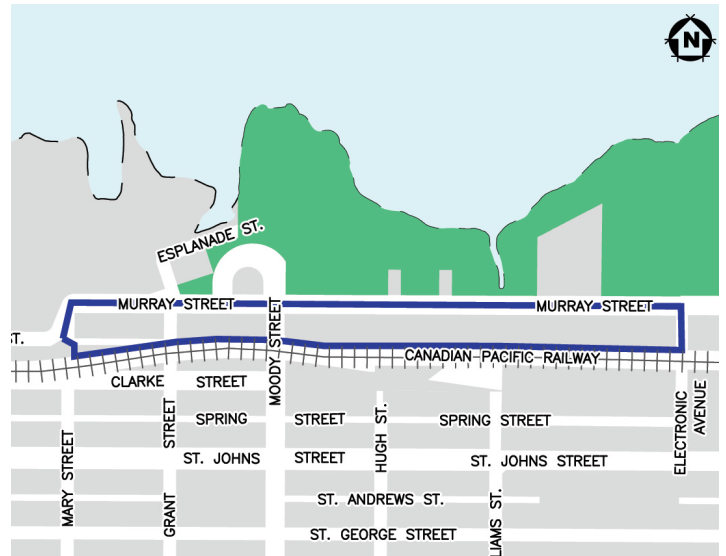 N
ESPLANADE ST.
MURRAY STREET
MURRAY STREET
ST.
MOODY STREET
CANADIAN PACIFIC RAILWAY
CLARKE STREET
SPRING STREET
SPRING STREET
ST. JOHNS STREET
ST. JOHNS STREET
ST. ANDREWS ST.
ST. GEORGE STREET
MARY STREET
GRANT STREET
HUGH ST.
LIAMS ST.
ELECTRONIC
AVENUE